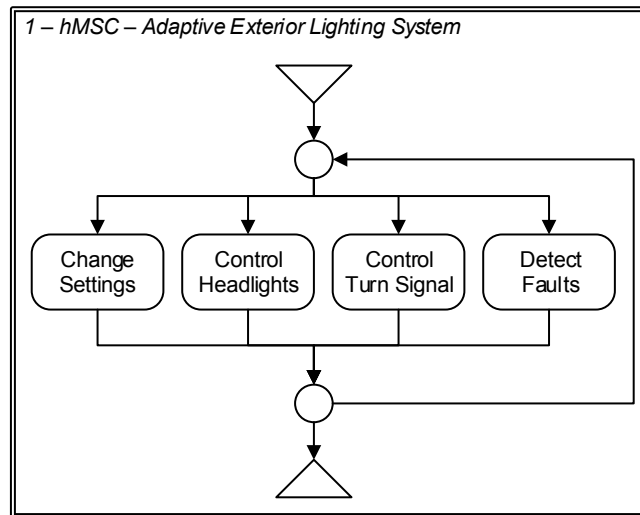 1 – hMSC – Adaptive Exterior Lighting System
Change
Settings
Control
Headlights
Control
Turn Signal
Detect
Faults